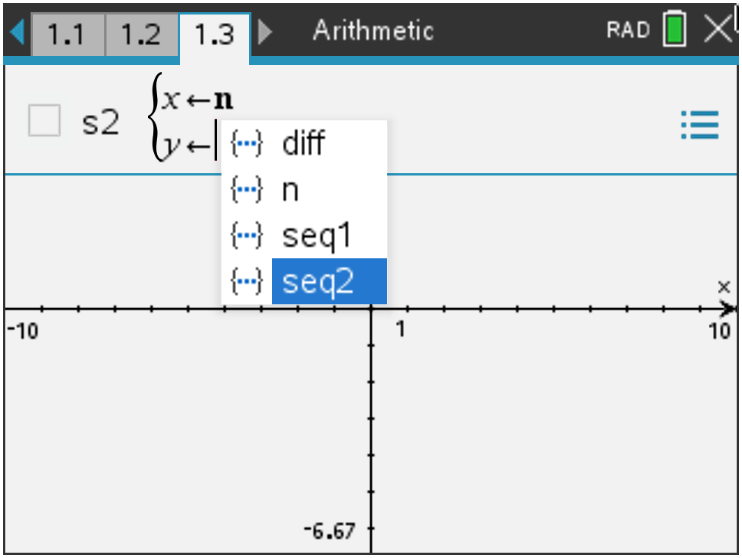 1.1 1.2 1.3 Arithmetic RAD
s2 { x←n
y←
{···} diff
{···} n
{···} seq1
{···} seq2
x
-10 1 10
-6.67